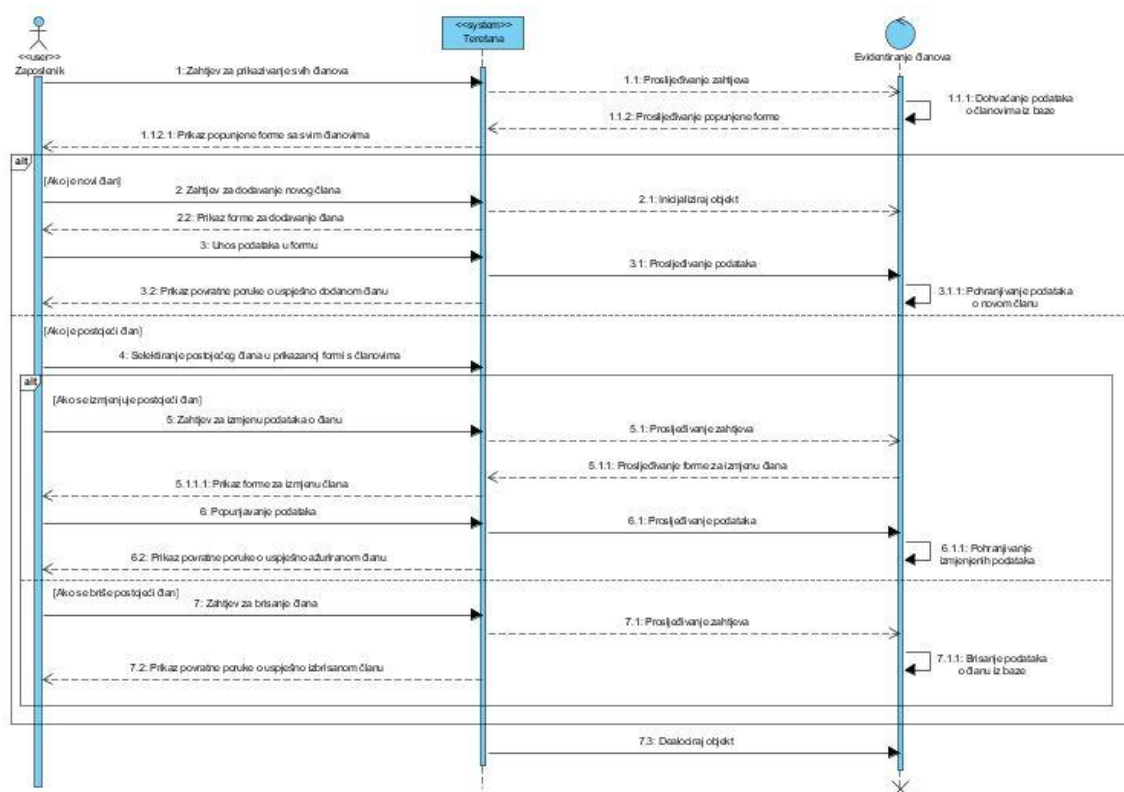 <<user>>
Zaposlenik
<<system>>
Teretana
Evidentiranje članova
1: Zahtjev za prikazivanje svih članova
1.1: Prosljeđivanje zahtjeva
1.1.1: Dohvaćanje podataka
o članovima iz baze
1.1.2: Prosljeđivanje popunjene forme
1.1.2.1: Prikaz popunjene forme sa svim članovima
alt
[Ako je novi član]
2: Zahtjev za dodavanje novog člana
2.1: Inicijaliziraj objekt
2.2: Prikaz forme za dodavanje člana
3: Unos podataka u formu
3.1: Prosljeđivanje podataka
3.1.1: Pohranjivanje podataka
o novom članu
3.2: Prikaz povratne poruke o uspješno dodanom članu
[Ako je postojeći član]
4: Selektiranje postojećeg člana u prikazanoj formi s članovima
alt
[Ako se izmjenjuje postojeći član]
5: Zahtjev za izmjenu podataka o članu
5.1: Prosljeđivanje zahtjeva
5.1.1: Prosljeđivanje forme za izmjenu člana
5.1.1.1: Prikaz forme za izmjenu člana
6: Popunjavanje podataka
6.1: Prosljeđivanje podataka
6.1.1: Pohranjivanje
izmjenjenih podataka
6.2: Prikaz povratne poruke o uspješno ažuriranom članu
[Ako se briše postojeći član]
7: Zahtjev za brisanje člana
7.1: Prosljeđivanje zahtjeva
7.1.1: Brisanje podataka
o članu iz baze
7.2: Prikaz povratne poruke o uspješno izbrisanom članu
7.3: Dealociraj objekt